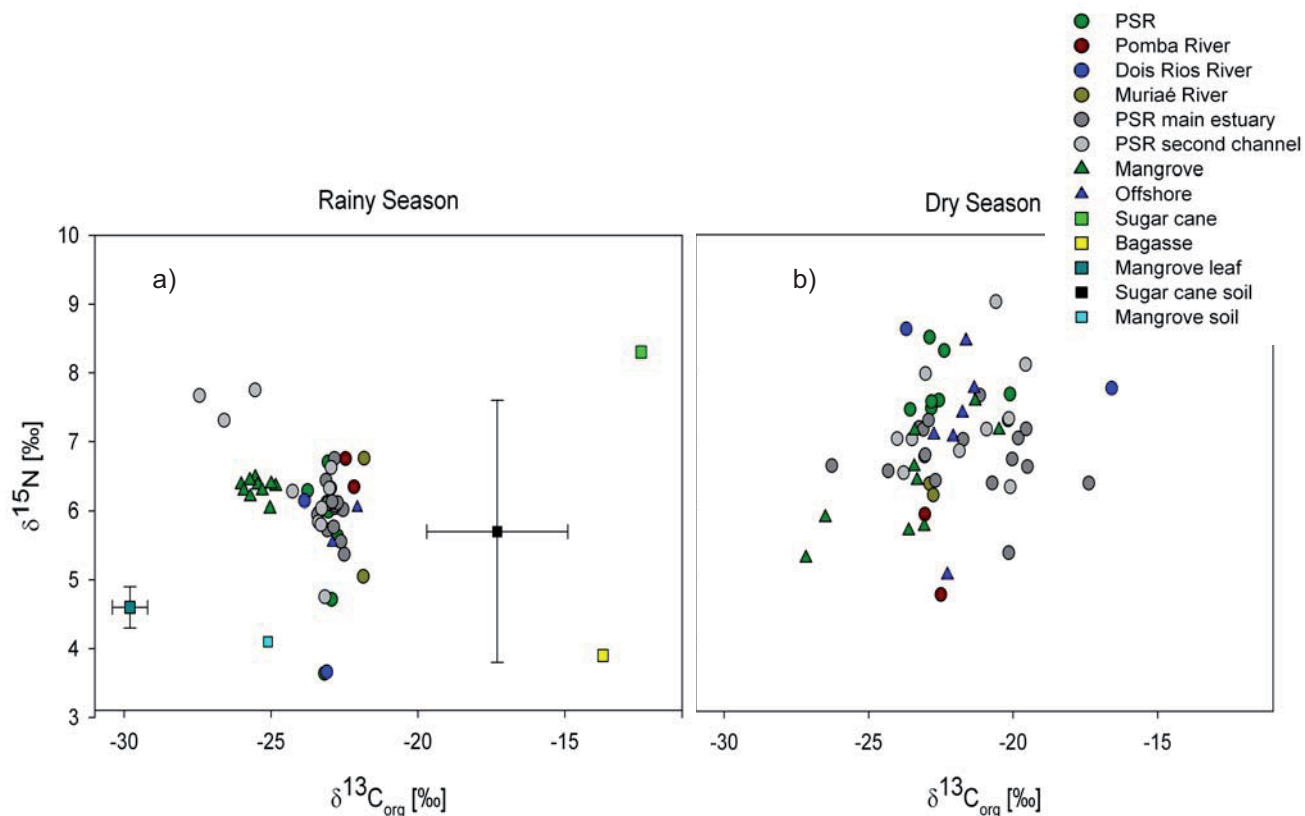 PSR
Pomba River
Dois Rios River
Muriaé River
PSR main estuary
PSR second channel
Mangrove
Offshore
Sugar cane
Bagasse
Mangrove leaf
Sugar cane soil
Mangrove soil
Rainy Season
Dry Season
a)
b)
10
9
8
7
6
5
4
3
δ15N [‰]
-30 -25 -20 -15
-30 -25 -20 -15
δ13Corg [‰]
δ13Corg [‰]